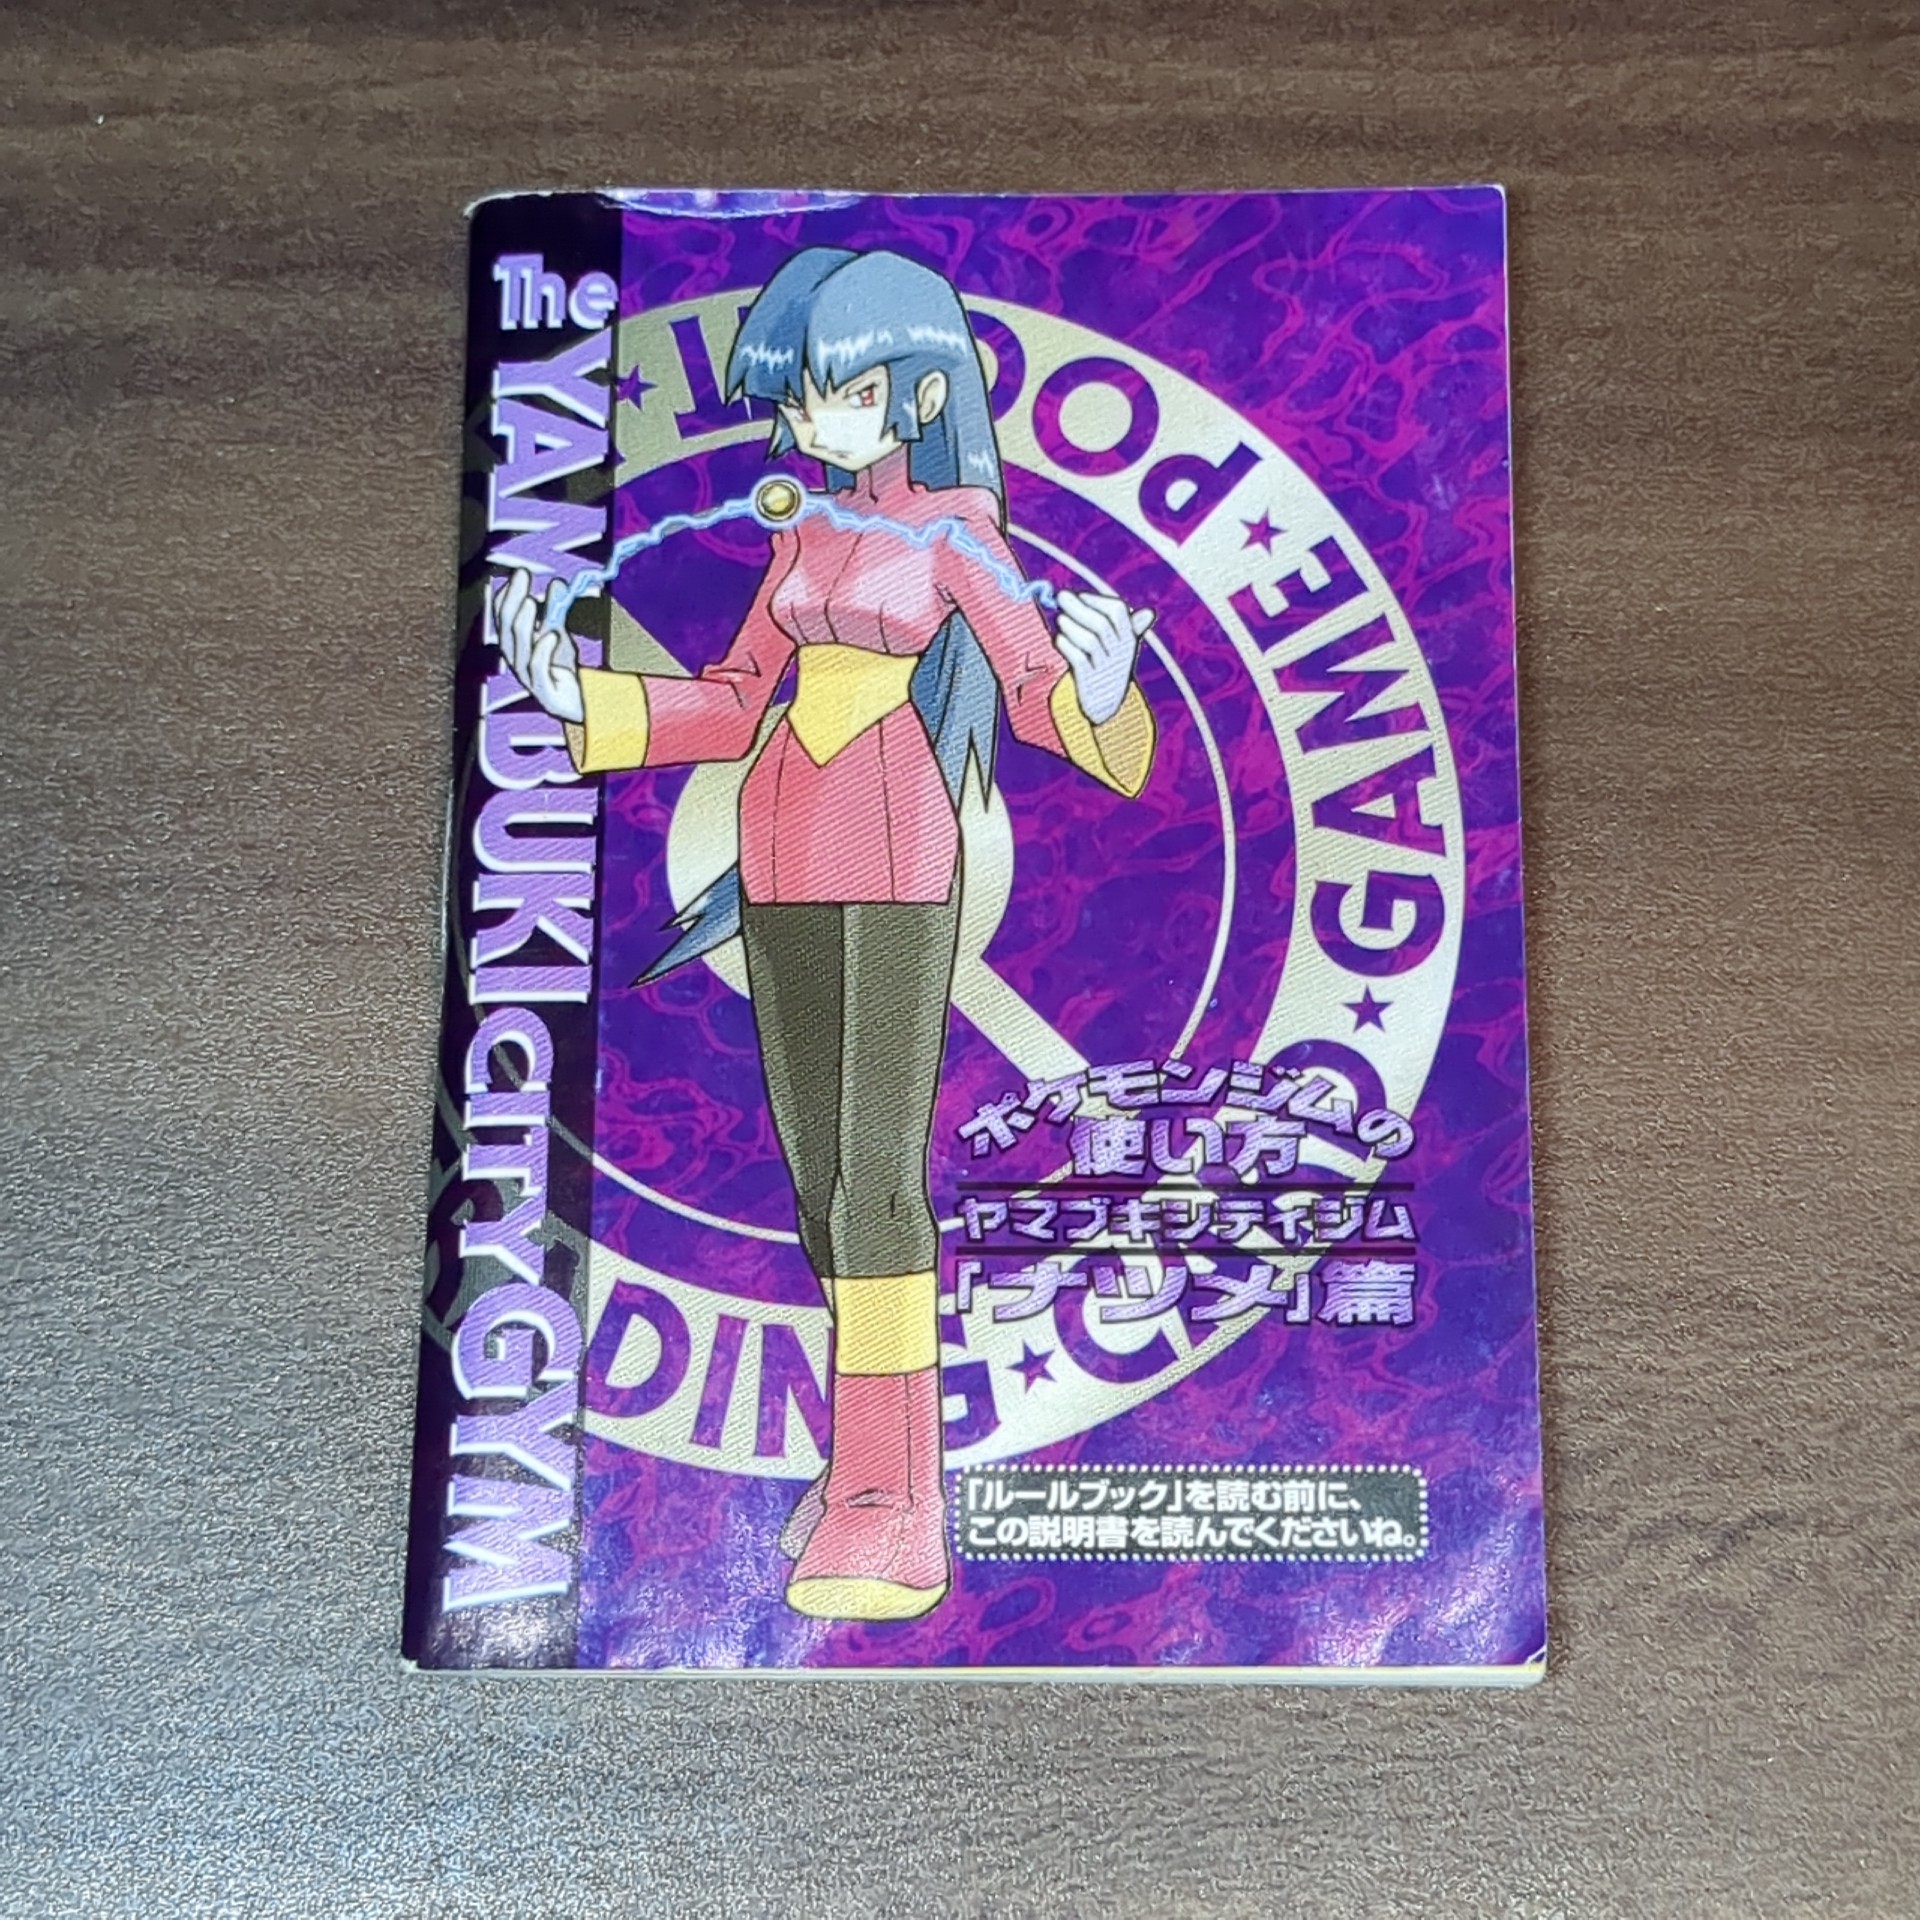 The YAMABUKI CITY GYM
ポケモンジムの
使い方
ヤマブキシティジム
「ナツメ」篇
「ルールブック」を読む前に、
この説明書を読んでくださいね。
GAME